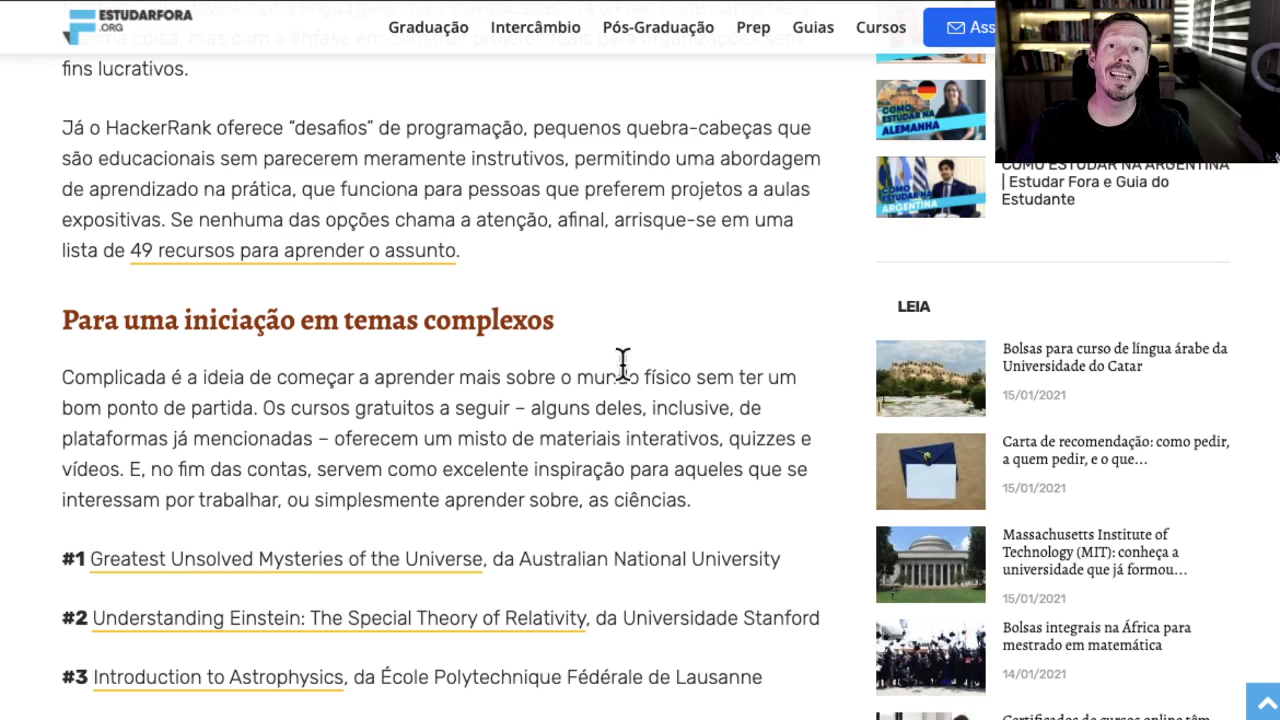 ESTUDARFORA
.ORG
Graduação Intercâmbio Pós-Graduação Prep Guias Cursos Ass
fins lucrativos.
Já o HackerRank oferece “desafios” de programação, pequenos quebra-cabeças que
são educacionais sem parecerem meramente instrutivos, permitindo uma abordagem
de aprendizado na prática, que funciona para pessoas que preferem projetos a aulas
expositivas. Se nenhuma das opções chama a atenção, afinal, arrisque-se em uma
lista de 49 recursos para aprender o assunto.
Para uma iniciação em temas complexos
Complicada é a ideia de começar a aprender mais sobre o mundo físico sem ter um
bom ponto de partida. Os cursos gratuitos a seguir – alguns deles, inclusive, de
plataformas já mencionadas – oferecem um misto de materiais interativos, quizzes e
vídeos. E, no fim das contas, servem como excelente inspiração para aqueles que se
interessam por trabalhar, ou simplesmente aprender sobre, as ciências.
#1 Greatest Unsolved Mysteries of the Universe, da Australian National University
#2 Understanding Einstein: The Special Theory of Relativity, da Universidade Stanford
#3 Introduction to Astrophysics, da École Polytechnique Fédérale de Lausanne
COMO
ESTUDAR NA
ALEMANHA
COMO
ESTUDAR NA
ARGENTINA
COMO ESTUDAR NA ARGENTINA
| Estudar Fora e Guia do
Estudante
LEIA
Bolsas para curso de língua árabe da
Universidade do Catar
15/01/2021
Carta de recomendação: como pedir,
a quem pedir, e o que...
15/01/2021
Massachusetts Institute of
Technology (MIT): conheça a
universidade que já formou...
15/01/2021
Bolsas integrais na África para
mestrado em matemática
14/01/2021
Certificados de cursos online têm